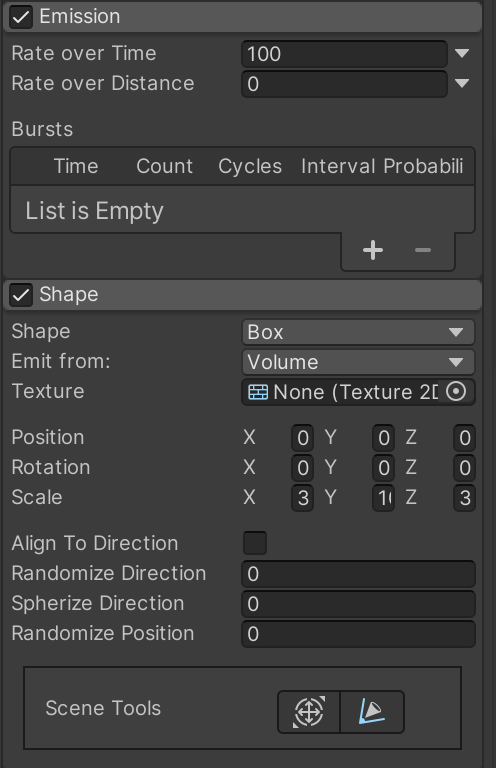 Emission
Rate over Time 100
Rate over Distance 0
Bursts
Time Count Cycles Interval Probabili
List is Empty
Shape
Shape Box
Emit from: Volume
Texture None (Texture 2D
Position X 0 Y 0 Z 0
Rotation X 0 Y 0 Z 0
Scale X 3 Y Z 3
Align To Direction
Randomize Direction 0
Spherize Direction 0
Randomize Position 0
Scene Tools